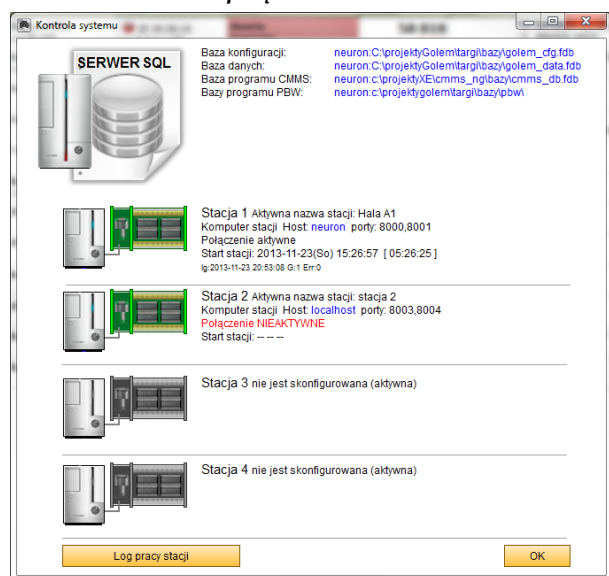 Kontrola systemu
SERWER SQL
Baza konfiguracji: neuron:C:\projektyGolem\targi\bazy\golem_cfg.fdb
Baza danych: neuron:C:\projektyGolem\targi\bazy\golem_data.fdb
Baza programu CMMS: neuron:c:\projektyXE\cmms_ng\bazy\cmms_db.fdb
Bazy programu PBW: neuron:c:\projektygolem\targi\bazy\pbw\
Stacja 1 Aktywna nazwa stacji: Hala A1
Komputer stacji Host: neuron porty: 8000,8001
Połączenie aktywne
Start stacji: 2013-11-23(So) 15:26:57 [ 05:26:25 ]
lg:2013-11-23 20:53:08 G:1 Err:0
Stacja 2 Aktywna nazwa stacji: stacja 2
Komputer stacji Host: localhost porty: 8003,8004
Połączenie NIEAKTYWNE
Start stacji: -- -- --
Stacja 3 nie jest skonfigurowana (aktywna)
Stacja 4 nie jest skonfigurowana (aktywna)
Log pracy stacji
OK